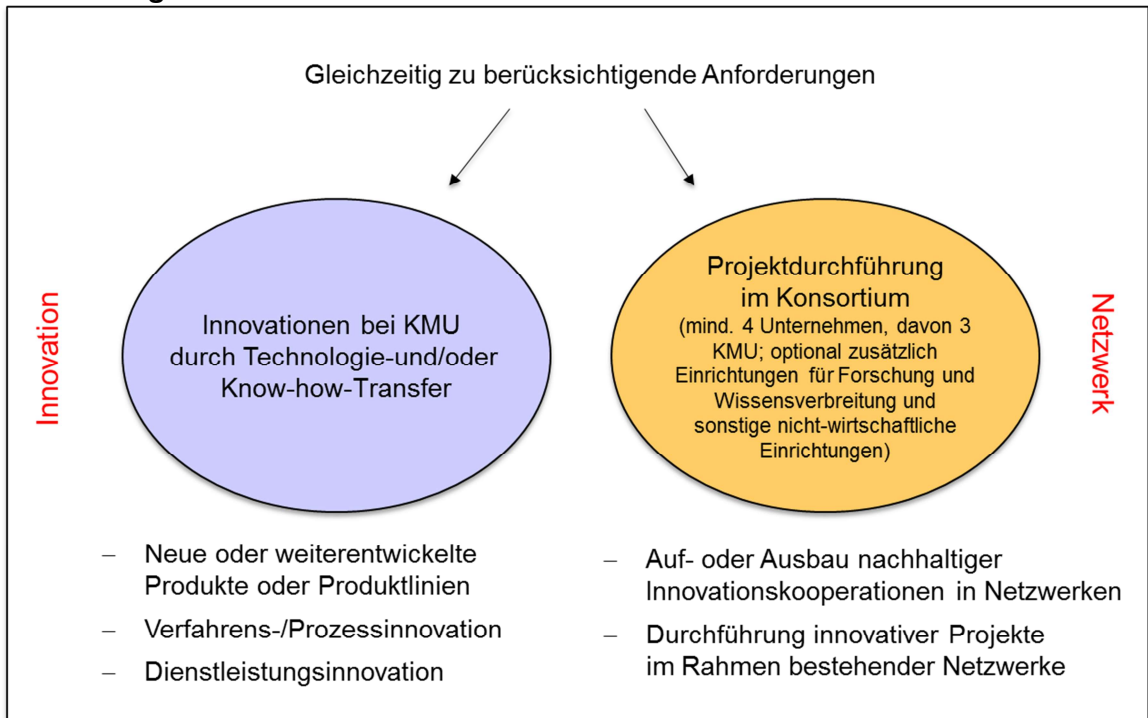 Gleichzeitig zu berücksichtigende Anforderungen
Innovation
Innovationen bei KMU
durch Technologie-und/oder
Know-how-Transfer
Projektdurchführung
im Konsortium
(mind. 4 Unternehmen, davon 3
KMU; optional zusätzlich
Einrichtungen für Forschung und
Wissensverbreitung und
sonstige nicht-wirtschaftliche
Einrichtungen)
Netzwerk
– Neue oder weiterentwickelte
Produkte oder Produktlinien
– Verfahrens-/Prozessinnovation
– Dienstleistungsinnovation
– Auf- oder Ausbau nachhaltiger
Innovationskooperationen in Netzwerken
– Durchführung innovativer Projekte
im Rahmen bestehender Netzwerke